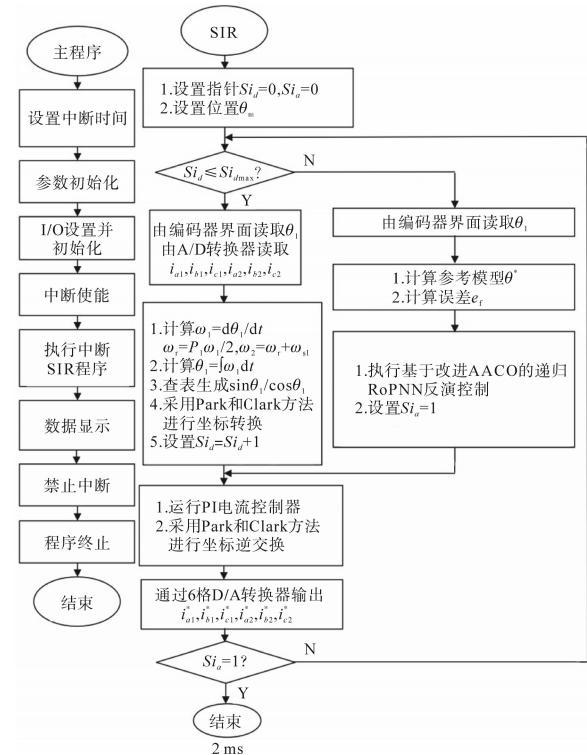 主程序
设置中断时间
参数初始化
I/O设置并
初始化
中断使能
执行中断
SIR程序
数据显示
禁止中断
程序终止
结束
SIR
1.设置指针Si_d=0,Si_a=0
2.设置位置θ_m
Si_d≤Si_dmax?
N
Y
由编码器界面读取θ_1
由A/D转换器读取
i_a1,i_b1,i_c1,i_a2,i_b2,i_c2
1.计算ω_1=dθ_1/dt
ω_r=P_1ω_1/2,ω_2=ω_r+ω_sl
2.计算θ_1=∫ω_1dt
3.查表生成sinθ_1/cosθ_1
4.采用Park和Clark方法
进行坐标转换
5.设置Si_d=Si_d+1
由编码器界面读取θ_1
1.计算参考模型θ^*
2.计算误差e_f
1.执行基于改进AACO的递归
RoPNN反演控制
2.设置Si_a=1
1.运行PI电流控制器
2.采用Park和Clark方法
进行坐标逆交换
通过6格D/A转换器输出
i^*_a1,i^*_b1,i^*_c1,i^*_a2,i^*_b2,i^*_c2
Si_a=1?
N
Y
结束
2 ms